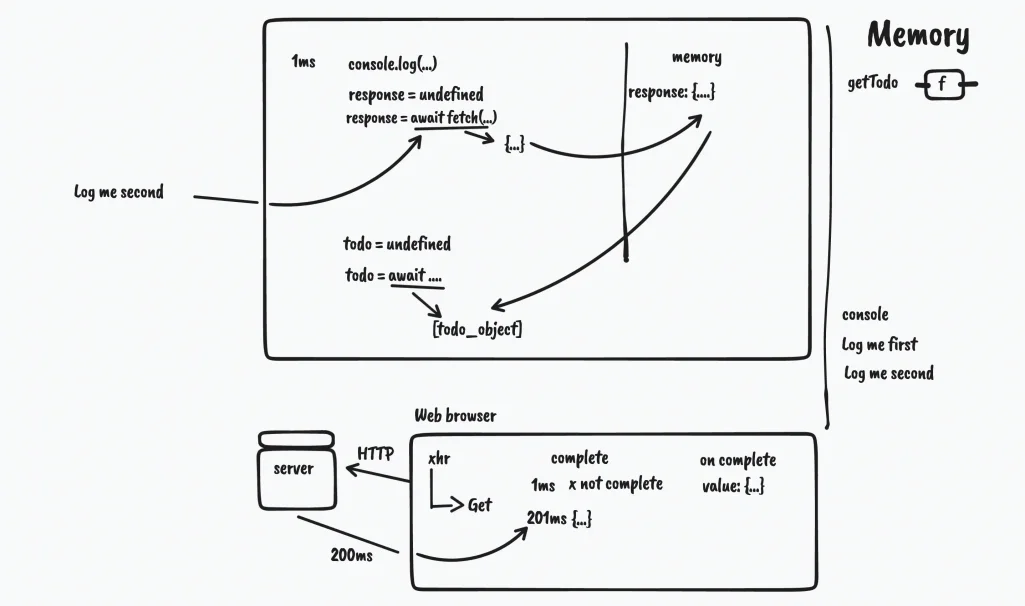 Memory
getTodo f
1ms console.log(...)
memory
response = undefined
response: {....}
response = await fetch(...)
{...}
Log me second
todo = undefined
todo = await ....
[todo_object]
console
Log me first
Log me second
Web browser
server
HTTP
xhr
complete
on complete
1ms x not complete
value: {...}
Get
201ms {...}
200ms